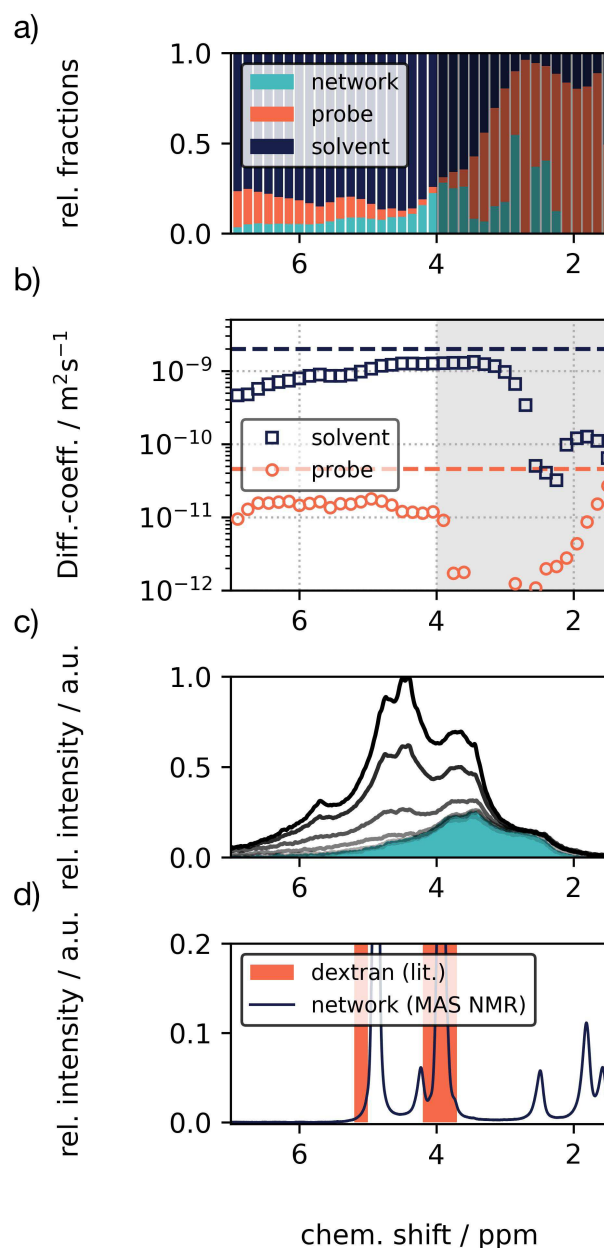 a)
rel. fractions
1.0
0.5
0.0
network
probe
solvent
6
4
2
b)
Diff.-coeff. / m²s⁻¹
10⁻⁹
10⁻¹⁰
10⁻¹¹
10⁻¹²
solvent
probe
6
4
2
c)
rel. intensity / a.u.
1.0
0.5
0.0
6
4
2
d)
rel. intensity / a.u.
0.2
0.1
0.0
dextran (lit.)
network (MAS NMR)
6
4
2
chem. shift / ppm